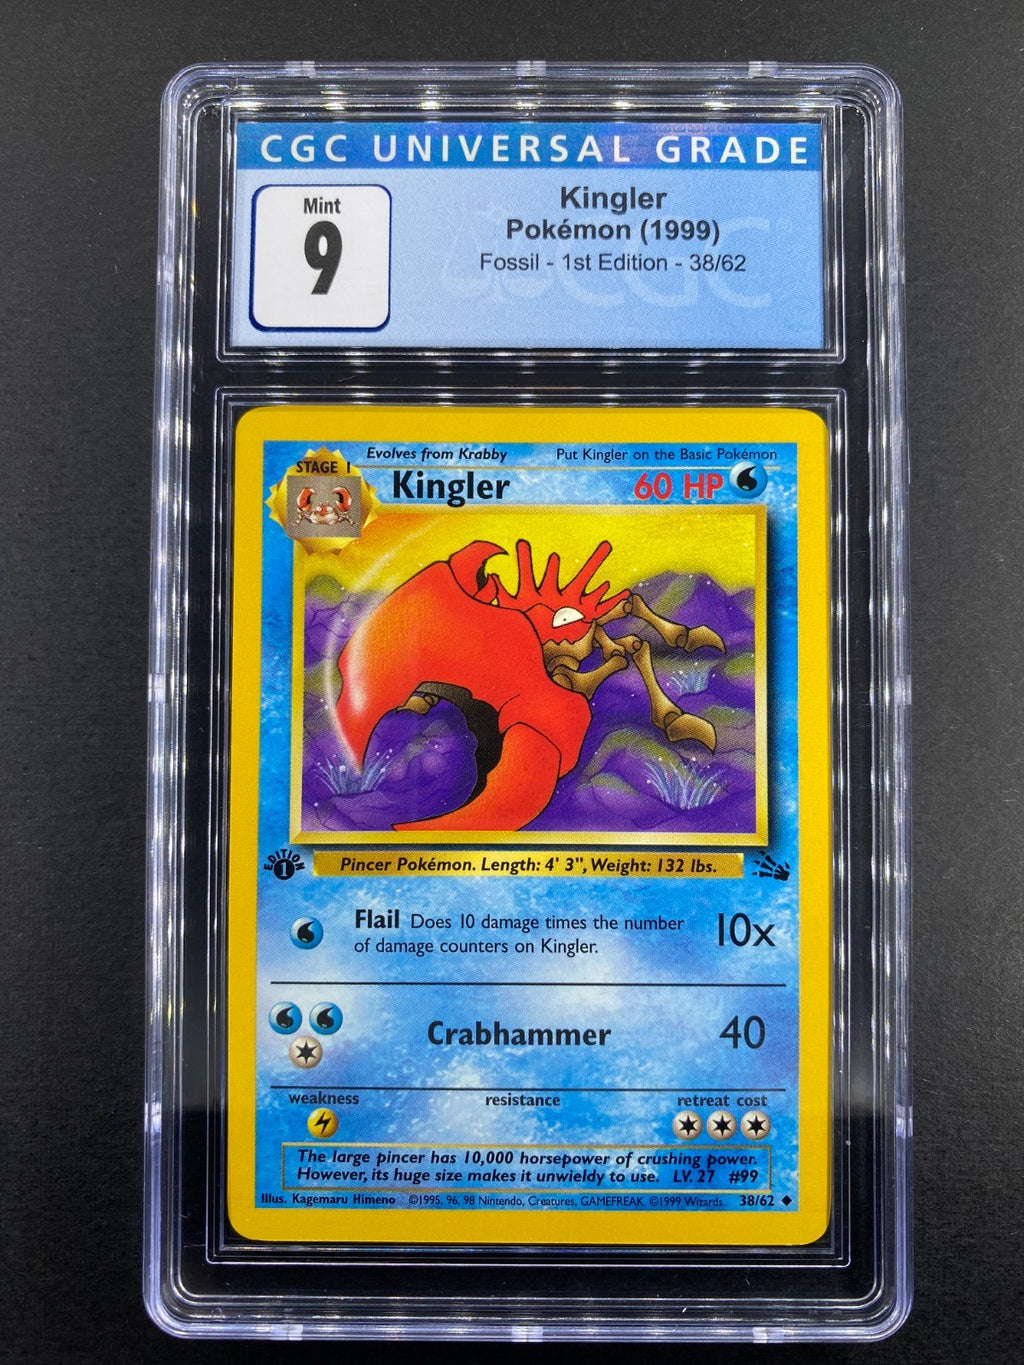 CGC UNIVERSAL GRADE
Mint
9
Kingler
Pokémon (1999)
Fossil - 1st Edition - 38/62
CGC
STAGE 1
Evolves from Krabby
Put Kingler on the Basic Pokémon
Kingler
60 HP
EDITION
1
Pincer Pokémon. Length: 4' 3", Weight: 132 lbs.
Flail Does 10 damage times the number
of damage counters on Kingler.
10x
Crabhammer
40
weakness
resistance
retreat cost
The large pincer has 10,000 horsepower of crushing power.
However, its huge size makes it unwieldy to use. LV. 27 #99
Illus. Kagemaru Himeno ©1995, 96, 98 Nintendo, Creatures, GAMEFREAK. ©1999 Wizards. 38/62